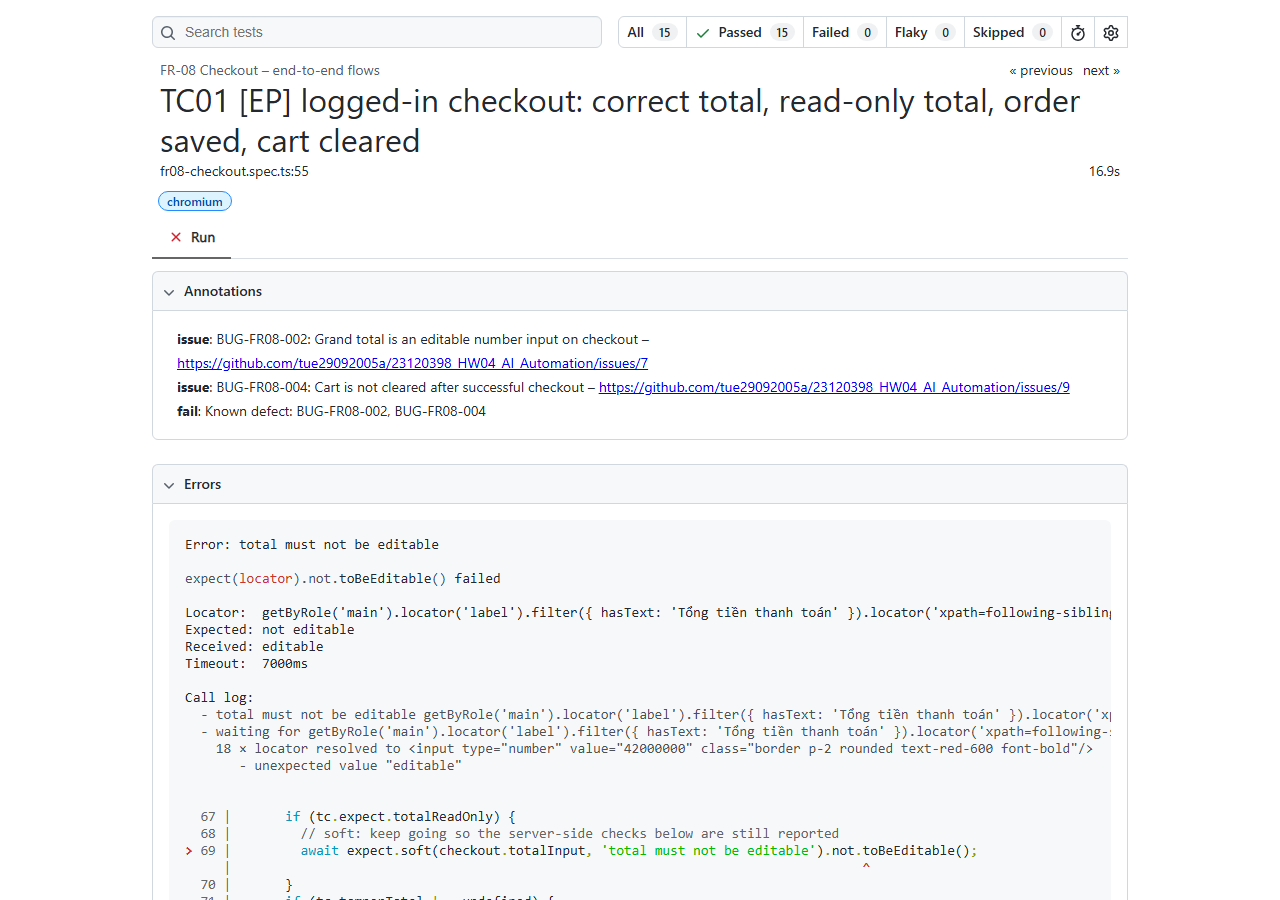 Search tests
All 15 Passed 15 Failed 0 Flaky 0 Skipped 0
FR-08 Checkout – end-to-end flows
« previous next »
TC01 [EP] logged-in checkout: correct total, read-only total, order
saved, cart cleared
fr08-checkout.spec.ts:55
16.9s
chromium
Run
Annotations
issue: BUG-FR08-002: Grand total is an editable number input on checkout –
https://github.com/tue29092005a/23120398_HW04_AI_Automation/issues/7
issue: BUG-FR08-004: Cart is not cleared after successful checkout – https://github.com/tue29092005a/23120398_HW04_AI_Automation/issues/9
fail: Known defect: BUG-FR08-002, BUG-FR08-004
Errors
Error: total must not be editable
expect(locator).not.toBeEditable() failed
Locator:  getByRole('main').locator('label').filter({ hasText: 'Tổng tiền thanh toán' }).locator('xpath=following-sibling
Expected: not editable
Received: editable
Timeout:  7000ms
Call log:
- total must not be editable getByRole('main').locator('label').filter({ hasText: 'Tổng tiền thanh toán' }).locator('xp
- waiting for getByRole('main').locator('label').filter({ hasText: 'Tổng tiền thanh toán' }).locator('xpath=following-s
18 × locator resolved to <input type="number" value="42000000" class="border p-2 rounded text-red-600 font-bold"/>
- unexpected value "editable"
67 |       if (tc.expect.totalReadOnly) {
68 |         // soft: keep going so the server-side checks below are still reported
> 69 |         await expect.soft(checkout.totalInput, 'total must not be editable').not.toBeEditable();
|                                                                                  ^
70 |       }